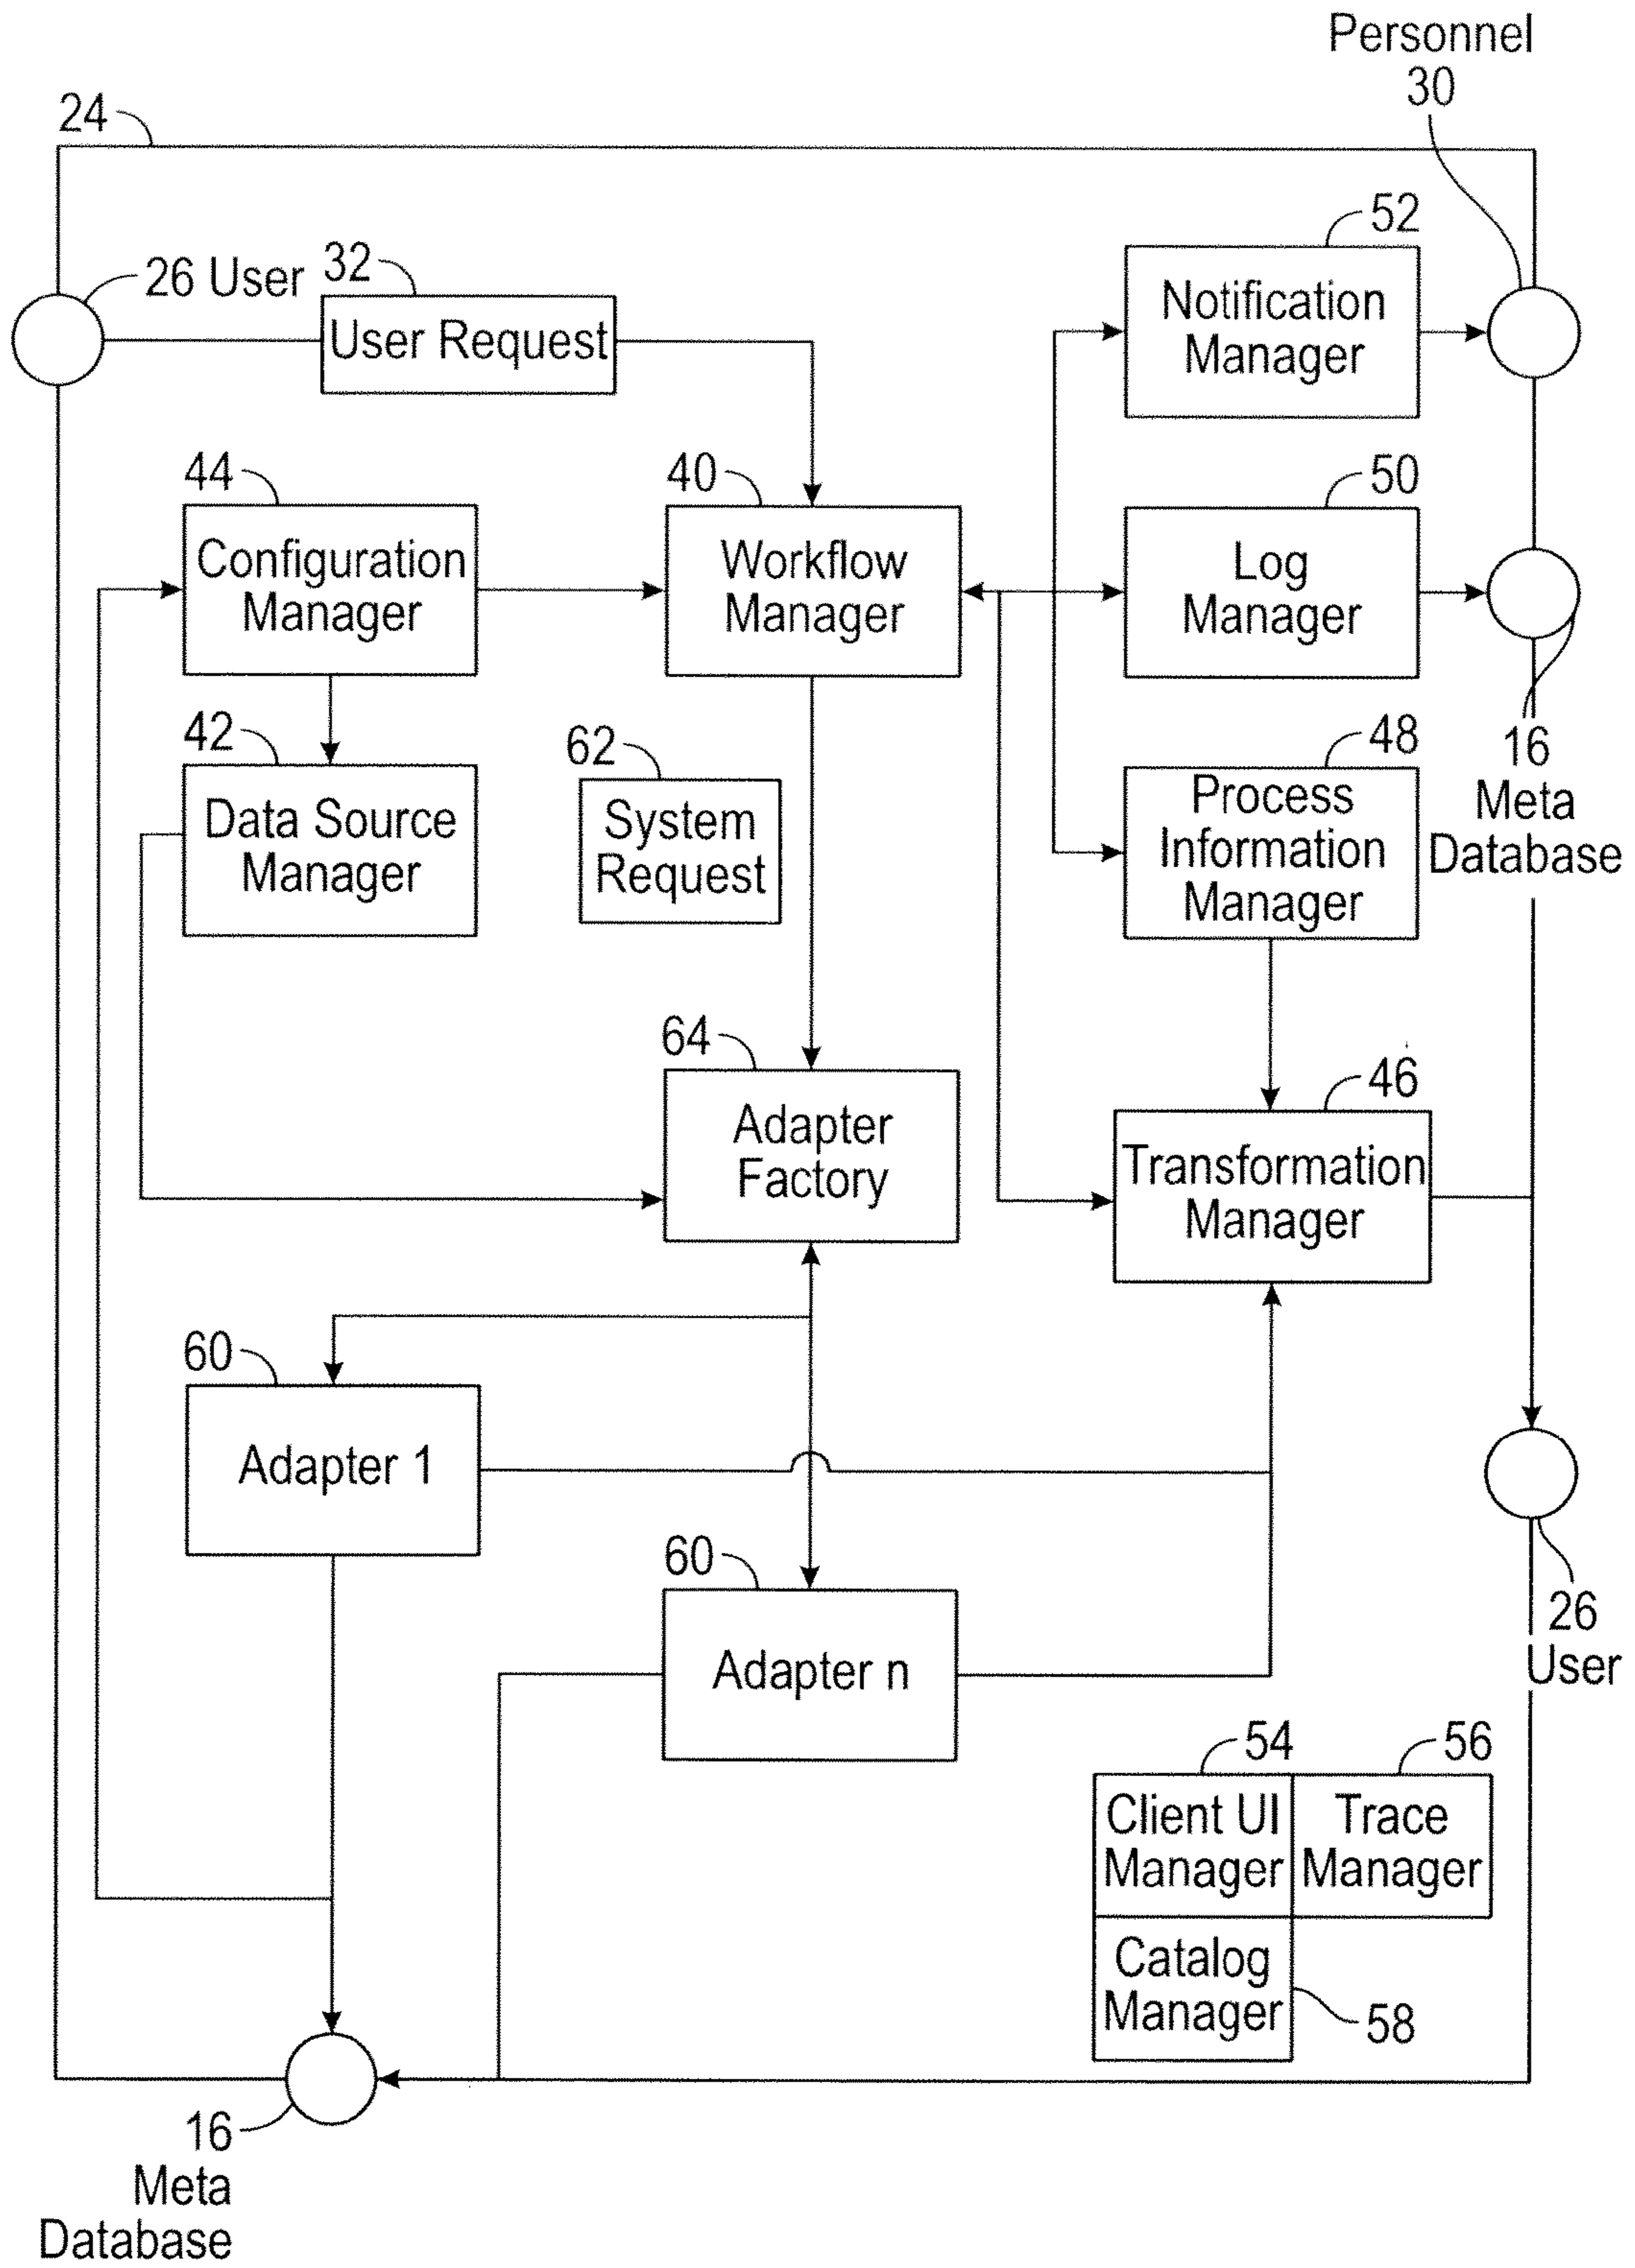 Personnel
30
24
52
26 User
32
User Request
Notification
Manager
44
40
50
Configuration
Manager
Workflow
Manager
Log
Manager
42
62
48
16
Meta
Database
Data Source
Manager
System
Request
Process
Information
Manager
64
46
Adapter
Factory
Transformation
Manager
60
Adapter 1
60
26
User
Adapter n
54
56
Client UI
Manager
Trace
Manager
Catalog
Manager
58
16
Meta
Database